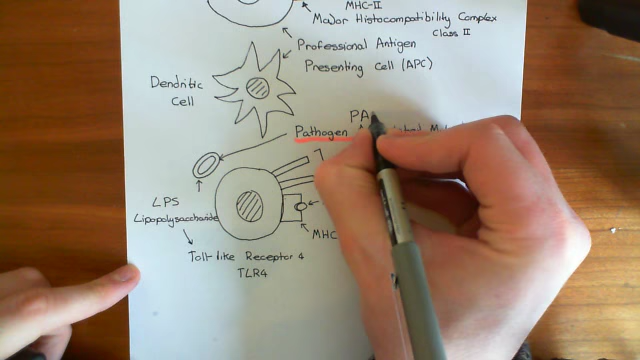 MHC-II
Major Histocompatibility Complex
Class II
Professional Antigen
Presenting Cell (APC)
Dendritic
Cell
PA
Pathogen
LPS
Lipopolysaccharide
MHC
Toll-like Receptor 4
TLR4